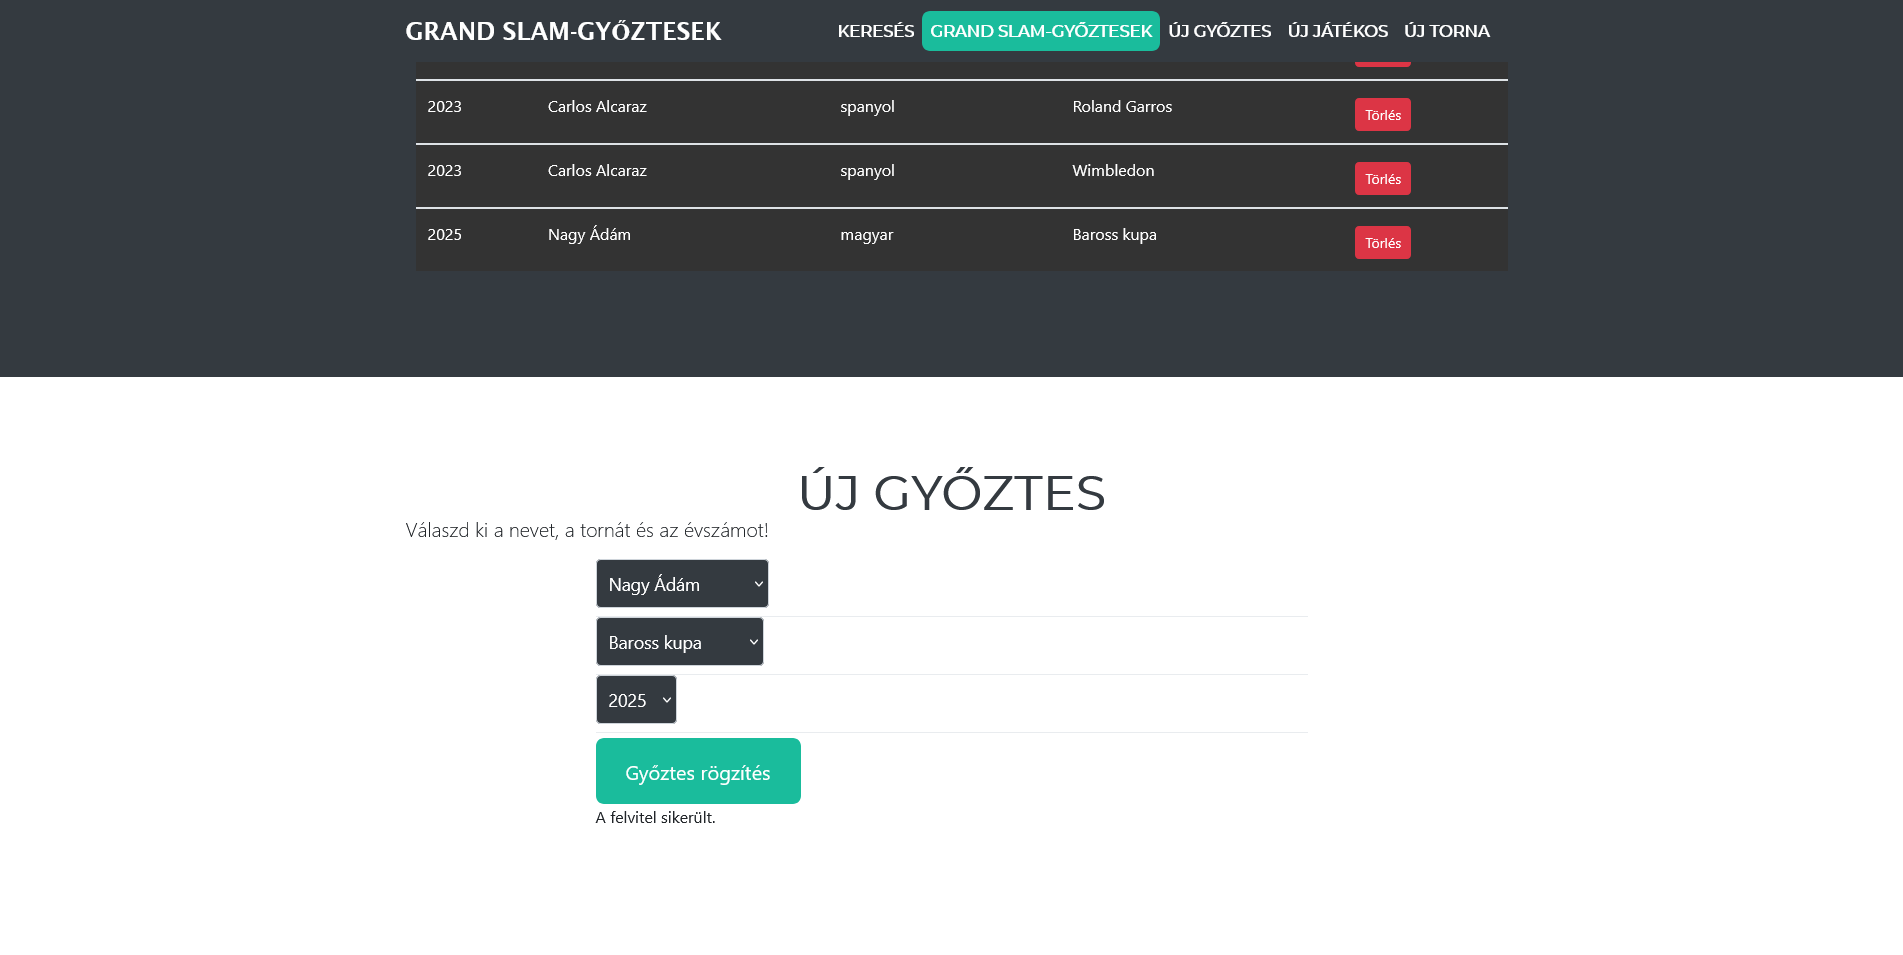 GRAND SLAM-GYŐZTESEK KERESÉS GRAND SLAM-GYŐZTESEK ÚJ GYŐZTES ÚJ JÁTÉKOS ÚJ TORNA
2023 Carlos Alcaraz spanyol Roland Garros Törlés
2023 Carlos Alcaraz spanyol Wimbledon Törlés
2025 Nagy Ádám magyar Baross kupa Törlés
ÚJ GYŐZTES
Válaszd ki a nevet, a tornát és az évszámot!
Nagy Ádám
Baross kupa
2025
Győztes rögzítés
A felvitel sikerült.